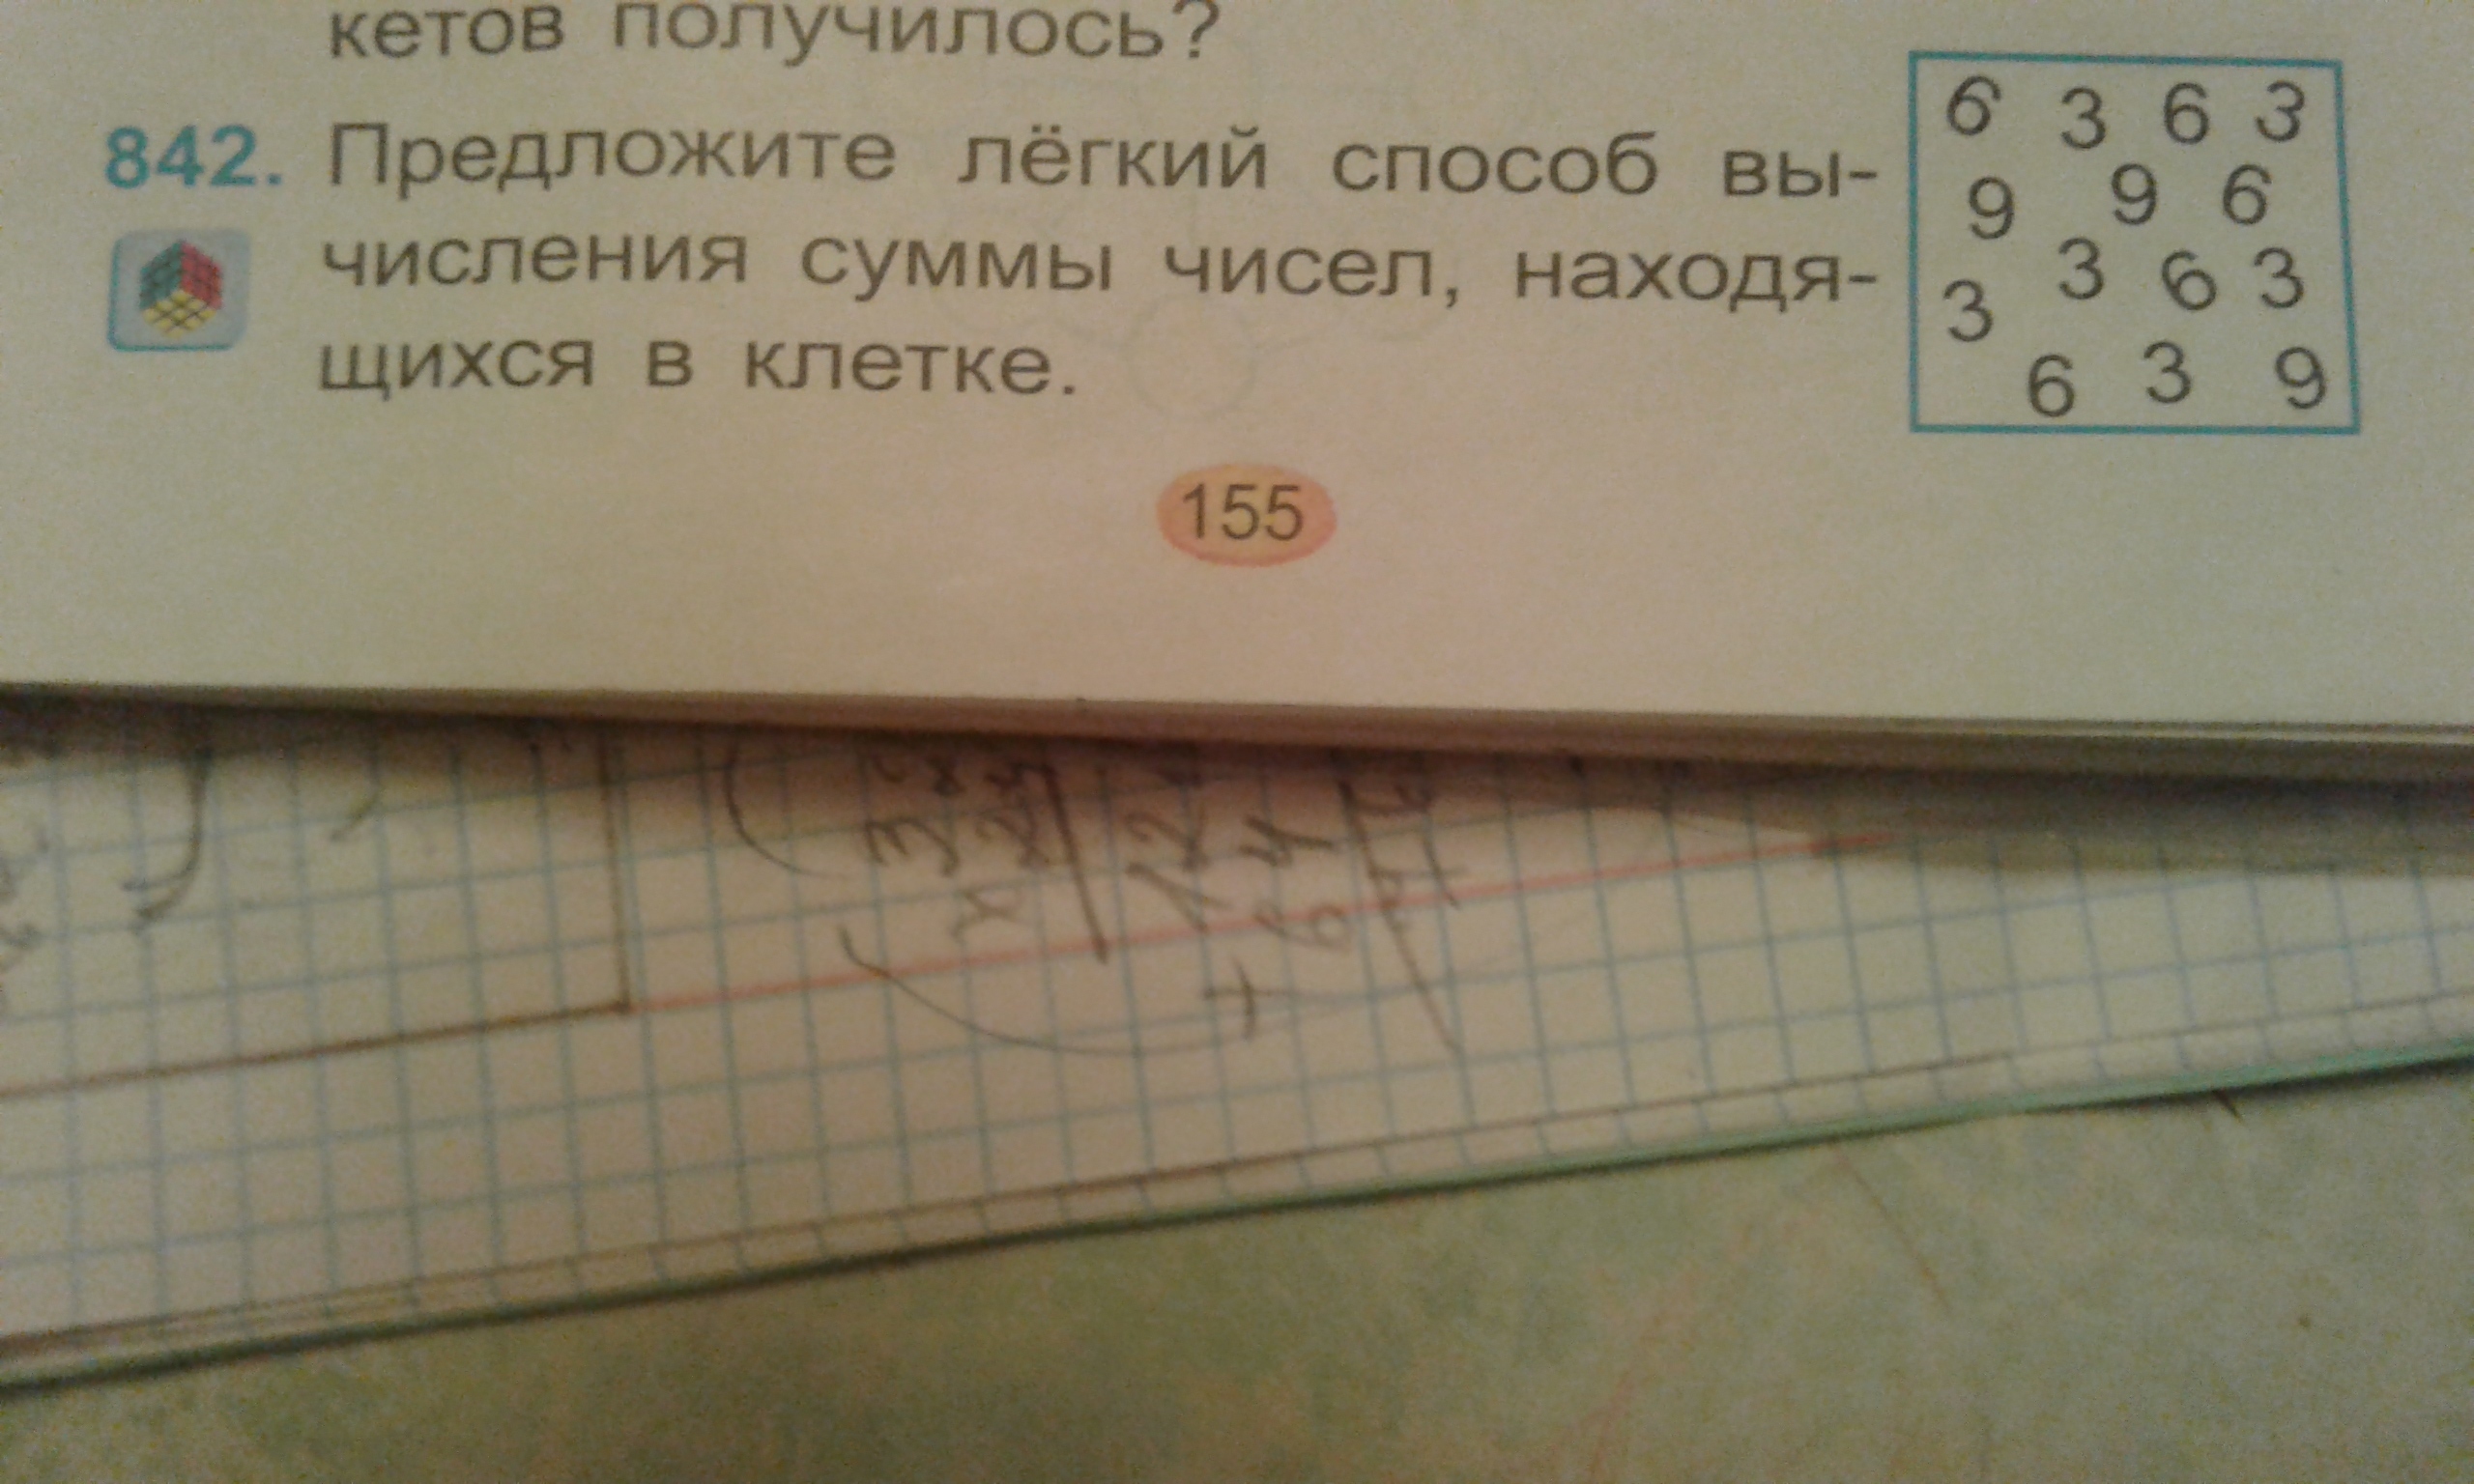 кетов получилось?
842. Предложите лёгкий способ вы-
числения суммы чисел, находя-
щихся в клетке.
6 3 6 3
9 9 6
3 3 6 3
6 3 9
155